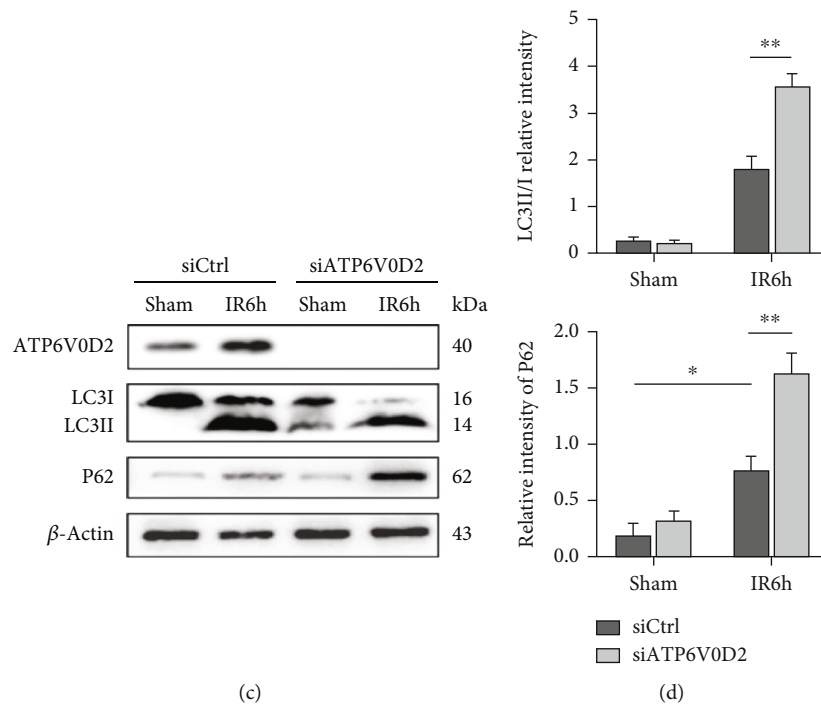 siCtrl siATP6V0D2
Sham IR6h Sham IR6h kDa
ATP6V0D2 40
LC3I 16
LC3II 14
P62 62
β-Actin 43
(c)
LC3II/I relative intensity
5
4
3
2
1
0
**
Sham IR6h
Relative intensity of P62
2.0
1.5
1.0
0.5
0.0
*
**
Sham IR6h
siCtrl
siATP6V0D2
(d)